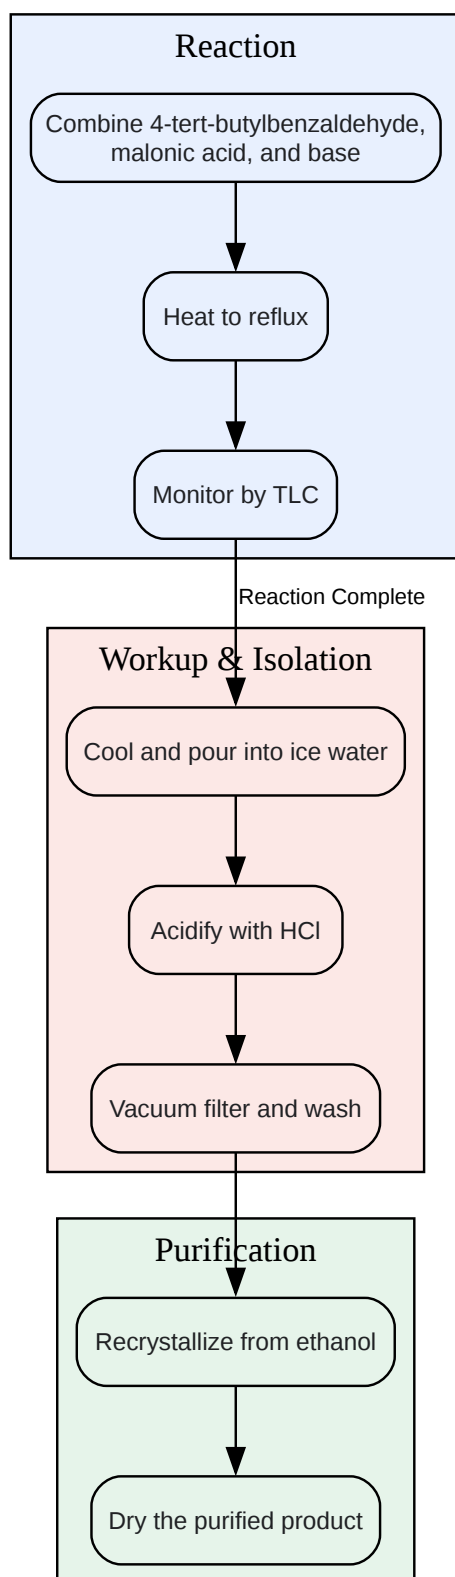 Reaction
Combine 4-tert-butylbenzaldehyde,
malonic acid, and base
Heat to reflux
Monitor by TLC
Reaction Complete
Workup & Isolation
Cool and pour into ice water
Acidify with HCl
Vacuum filter and wash
Purification
Recrystallize from ethanol
Dry the purified product